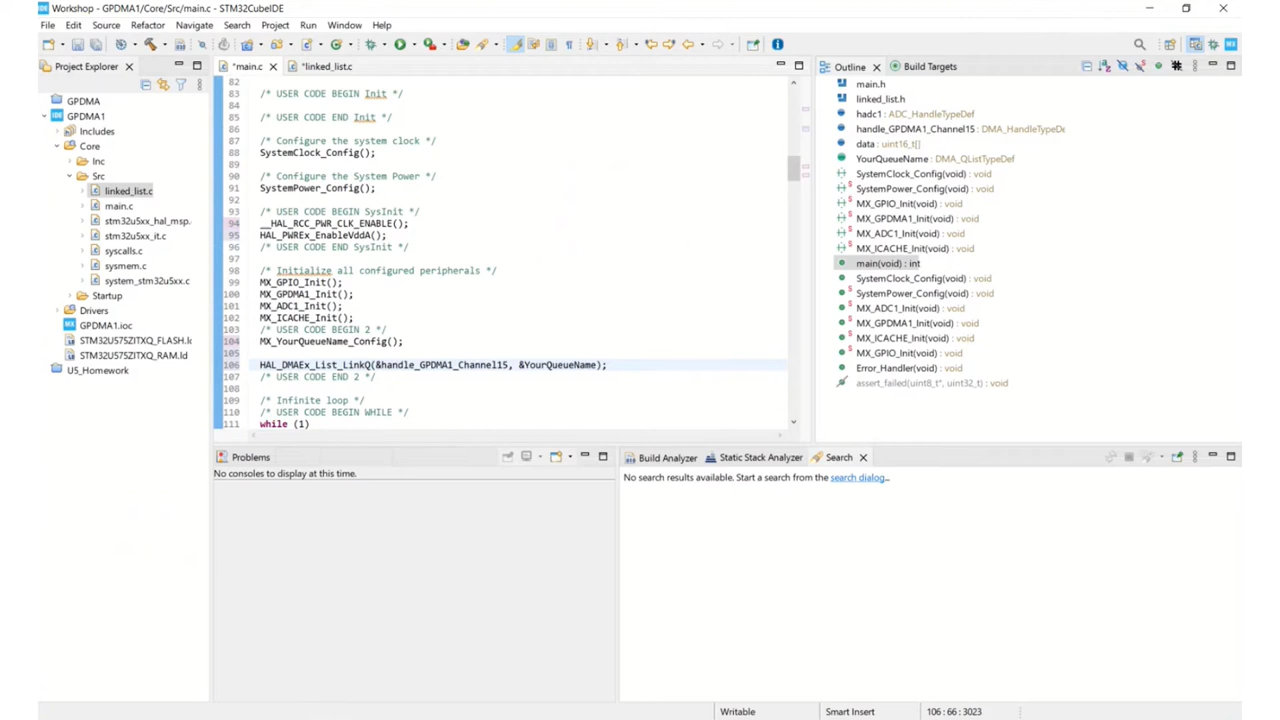 Workshop - GPDMA1/Core/Src/main.c - STM32CubeIDE
File Edit Source Refactor Navigate Search Project Run Window Help
Project Explorer
*main.c
*linked_list.c
Outline
Build Targets
GPDMA
GPDMA1
Includes
Core
Inc
Src
linked_list.c
main.c
stm32u5xx_hal_msp.
stm32u5xx_it.c
syscalls.c
sysmem.c
system_stm32u5xx.c
Startup
Drivers
GPDMA1.ioc
STM32U575ZITXQ_FLASH.lc
STM32U575ZITXQ_RAM.ld
U5_Homework
82
83 /* USER CODE BEGIN Init */
84
85 /* USER CODE END Init */
86
87 /* Configure the system clock */
88 SystemClock_Config();
89
90 /* Configure the System Power */
91 SystemPower_Config();
92
93 /* USER CODE BEGIN SysInit */
94 __HAL_RCC_PWR_CLK_ENABLE();
95 HAL_PWREx_EnableVddA();
96 /* USER CODE END SysInit */
97
98 /* Initialize all configured peripherals */
99 MX_GPIO_Init();
100 MX_GPDMA1_Init();
101 MX_ADC1_Init();
102 MX_ICACHE_Init();
103 /* USER CODE BEGIN 2 */
104 MX_YourQueueName_Config();
105
106 HAL_DMAEx_List_LinkQ(&handle_GPDMA1_Channel15, &YourQueueName);
107 /* USER CODE END 2 */
108
109 /* Infinite loop */
110 /* USER CODE BEGIN WHILE */
111 while (1)
main.h
linked_list.h
hadc1 : ADC_HandleTypeDef
handle_GPDMA1_Channel15 : DMA_HandleTypeDe
data : uint16_t[]
YourQueueName : DMA_QListTypeDef
SystemClock_Config(void) : void
SystemPower_Config(void) : void
MX_GPIO_Init(void) : void
MX_GPDMA1_Init(void) : void
MX_ADC1_Init(void) : void
MX_ICACHE_Init(void) : void
main(void) : int
SystemClock_Config(void) : void
SystemPower_Config(void) : void
MX_ADC1_Init(void) : void
MX_GPDMA1_Init(void) : void
MX_ICACHE_Init(void) : void
MX_GPIO_Init(void) : void
Error_Handler(void) : void
assert_failed(uint8_t*, uint32_t) : void
Problems
No consoles to display at this time.
Build Analyzer
Static Stack Analyzer
Search
No search results available. Start a search from the search dialog...
Writable
Smart Insert
106 : 66 : 3023